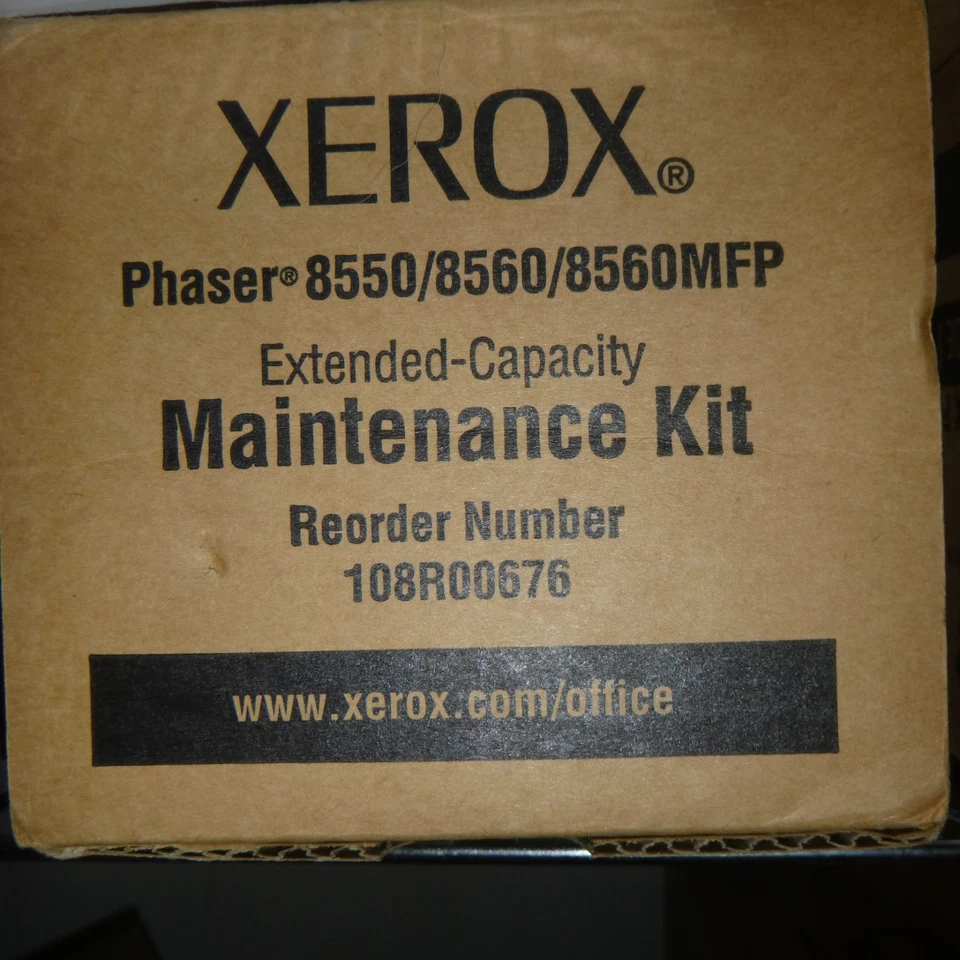 XEROX®
Phaser® 8550/8560/8560MFP
Extended-Capacity
Maintenance Kit
Reorder Number
108R00676
www.xerox.com/office